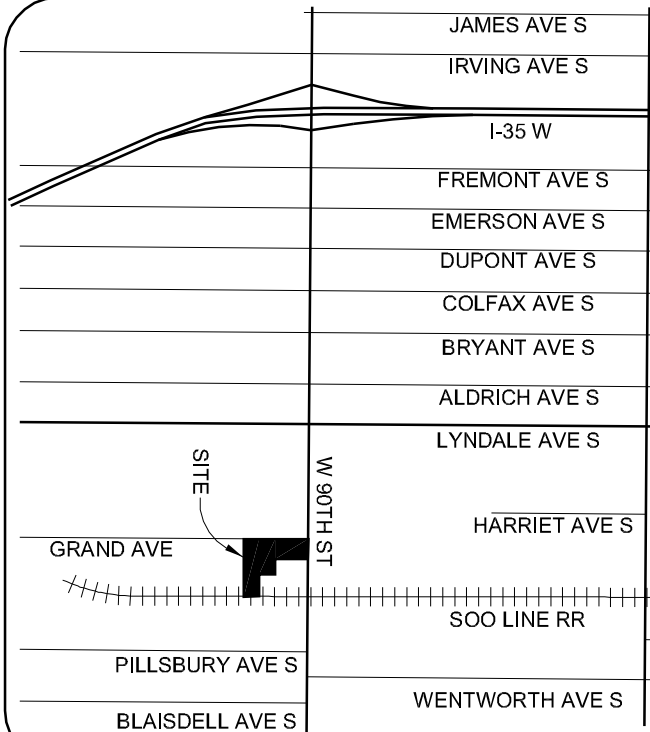 JAMES AVE S
IRVING AVE S
I-35 W
FREMONT AVE S
EMERSON AVE S
DUPONT AVE S
COLFAX AVE S
BRYANT AVE S
ALDRICH AVE S
LYNDALE AVE S
SITE
W 90TH ST
HARRIET AVE S
GRAND AVE
SOO LINE RR
PILLSBURY AVE S
WENTWORTH AVE S
BLAISDELL AVE S